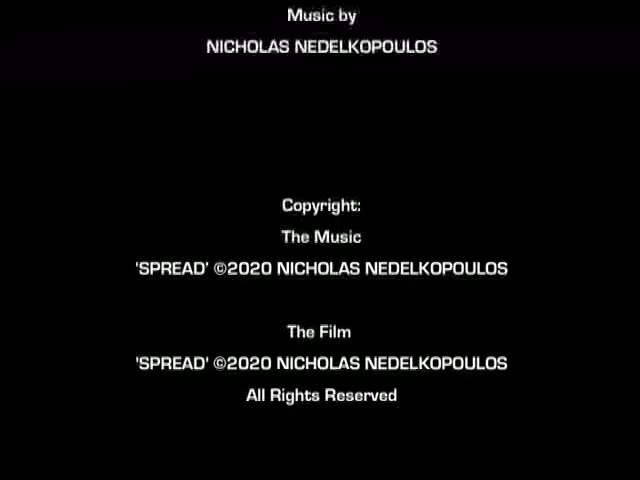 Music by
NICHOLAS NEDELKOPOULOS
Copyright:
The Music
'SPREAD' ©2020 NICHOLAS NEDELKOPOULOS
The Film
'SPREAD' ©2020 NICHOLAS NEDELKOPOULOS
All Rights Reserved